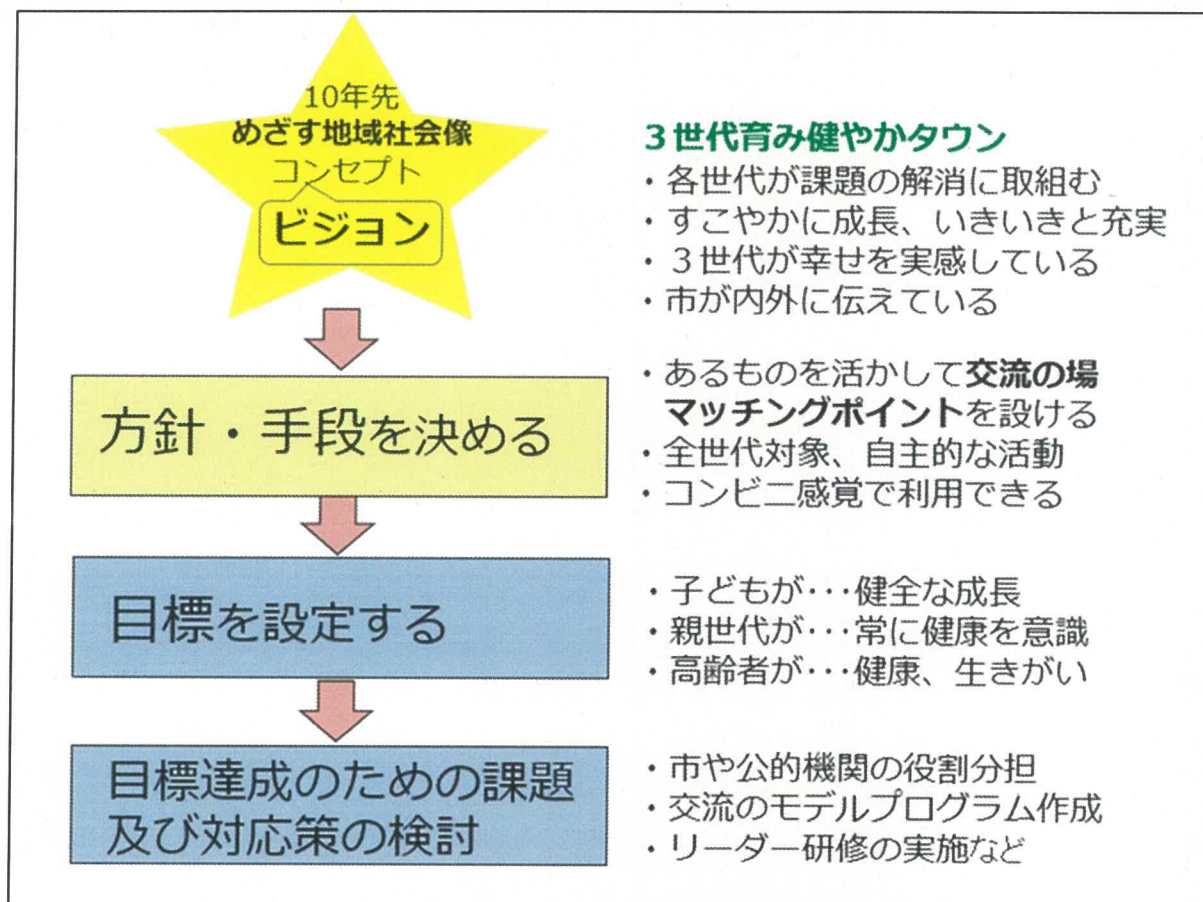 10年先
めざす地域社会像
コンセプト
ビジョン
3世代育み健やかタウン
・各世代が課題の解消に取組む
・すこやかに成長、いきいきと充実
・3世代が幸せを実感している
・市が内外に伝えている
方針・手段を決める
・あるものを活かして交流の場
マッチングポイントを設ける
・全世代対象、自主的な活動
・コンビニ感覚で利用できる
目標を設定する
・子どもが・・・健全な成長
・親世代が・・・常に健康を意識
・高齢者が・・・健康、生きがい
目標達成のための課題
及び対応策の検討
・市や公的機関の役割分担
・交流のモデルプログラム作成
・リーダー研修の実施など